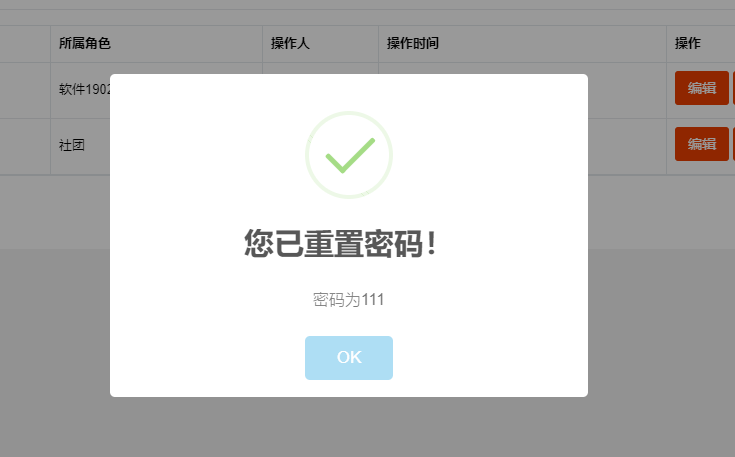 所属角色 操作人 操作时间 操作
软件1902 编辑
社团 编辑
您已重置密码！
密码为111
OK